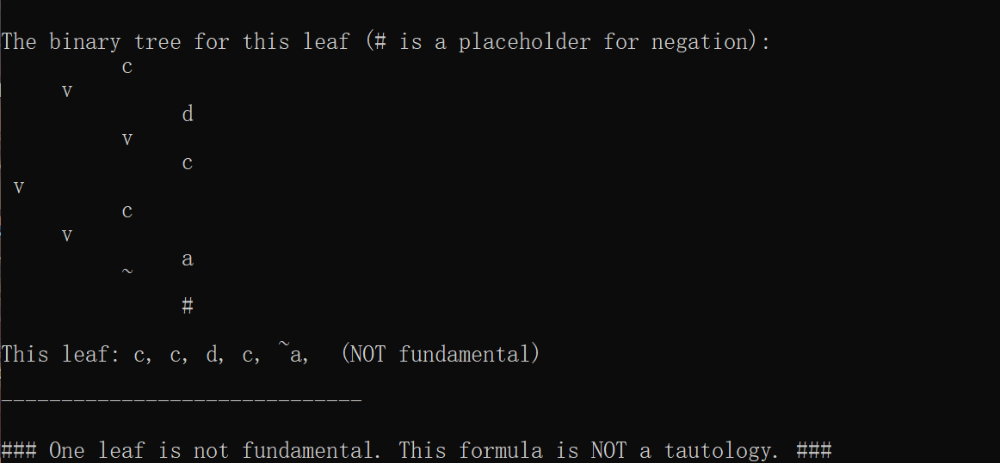 The binary tree for this leaf (# is a placeholder for negation):
c
v
d
v
c
v
c
v
a
~
#
This leaf: c, c, d, c, ~a,  (NOT fundamental)
______________________________
### One leaf is not fundamental. This formula is NOT a tautology. ###